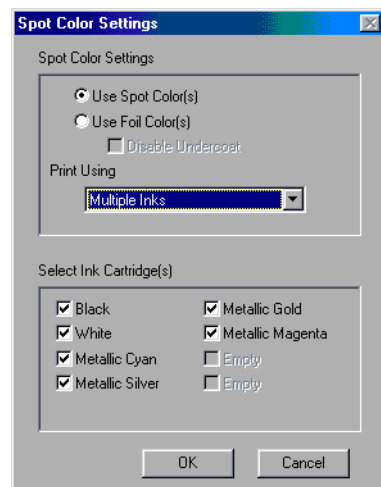 Spot Color Settings
Spot Color Settings
Use Spot Color(s)
Use Foil Color(s)
Disable Undercoat
Print Using
Multiple Inks
Select Ink Cartridge(s)
Black
Metallic Gold
White
Metallic Magenta
Metallic Cyan
Empty
Metallic Silver
Empty
OK
Cancel